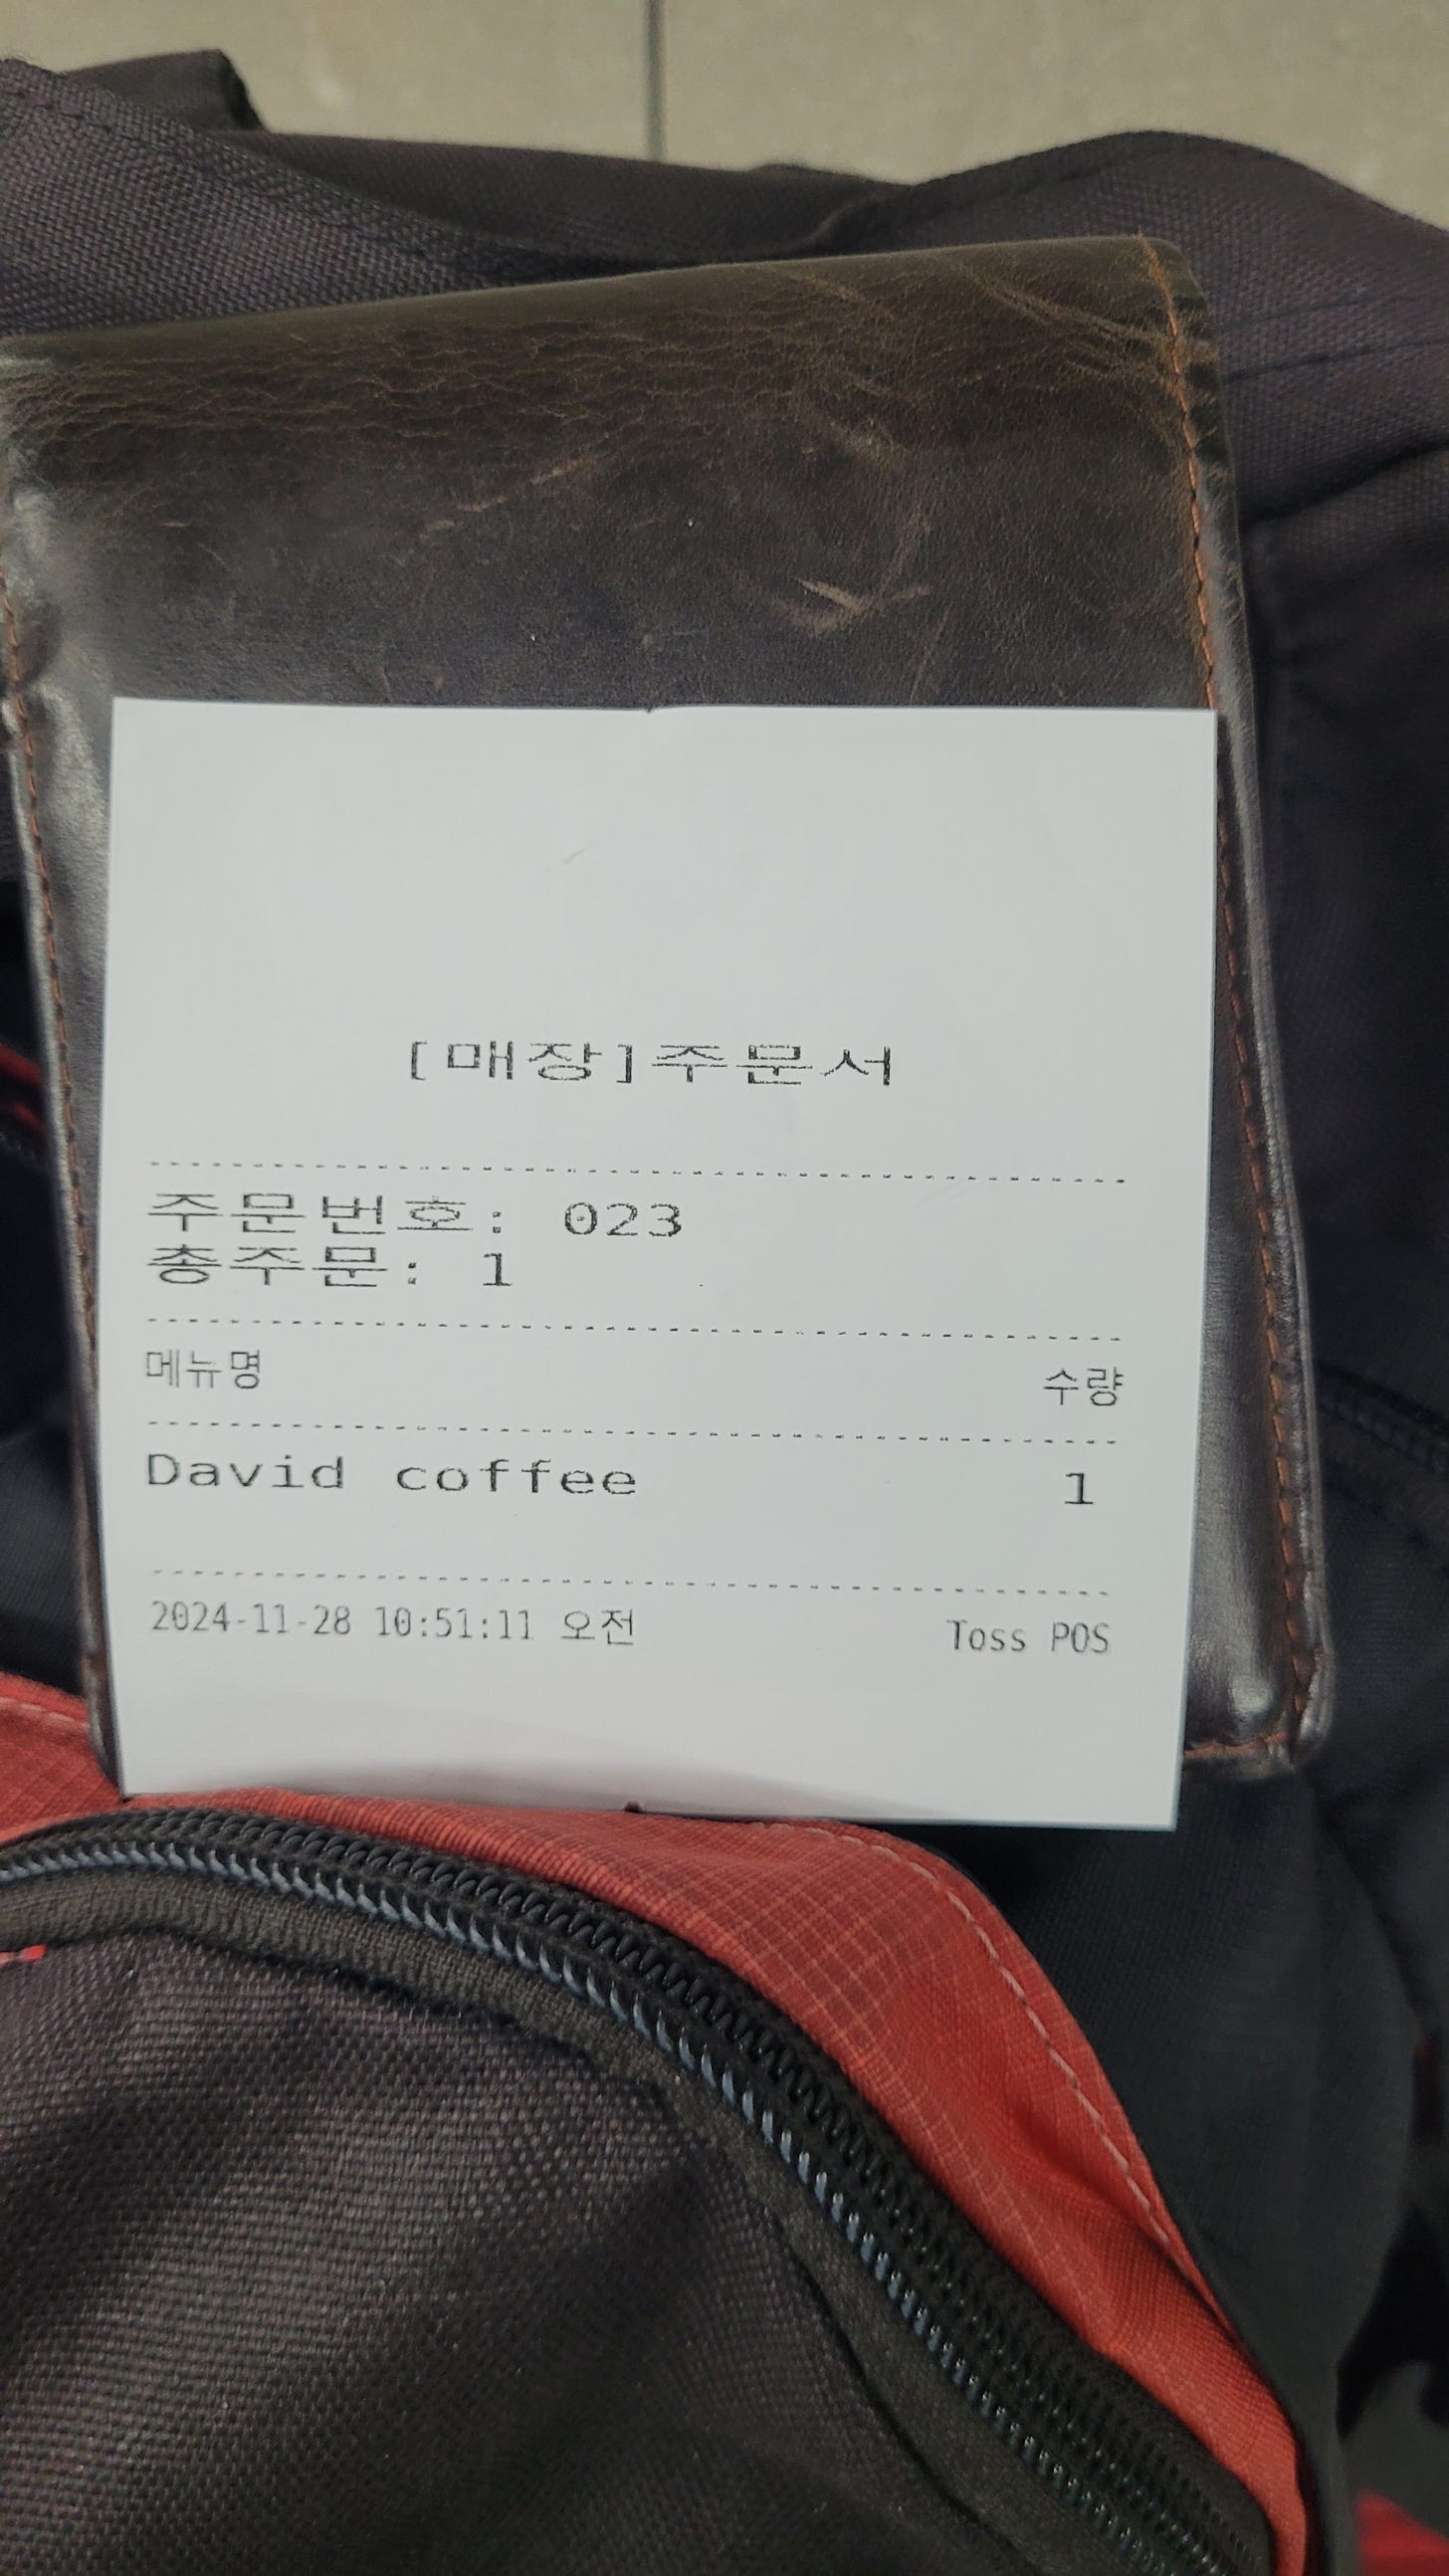 [매장]주문서
주문번호: 023
총주문: 1
메뉴명 수량
David coffee 1
2024-11-28 10:51:11 오전 Toss POS